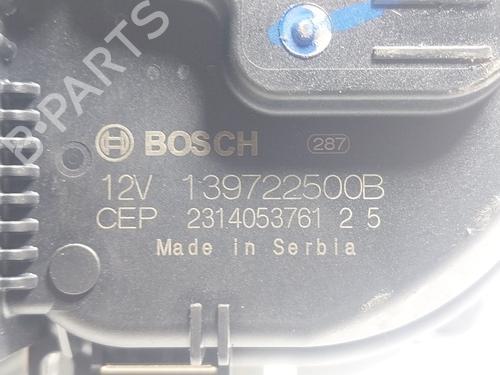 BOSCH 287
12V 139722500B
CEP 2314053761 2 5
Made in Serbia
B-PARTS